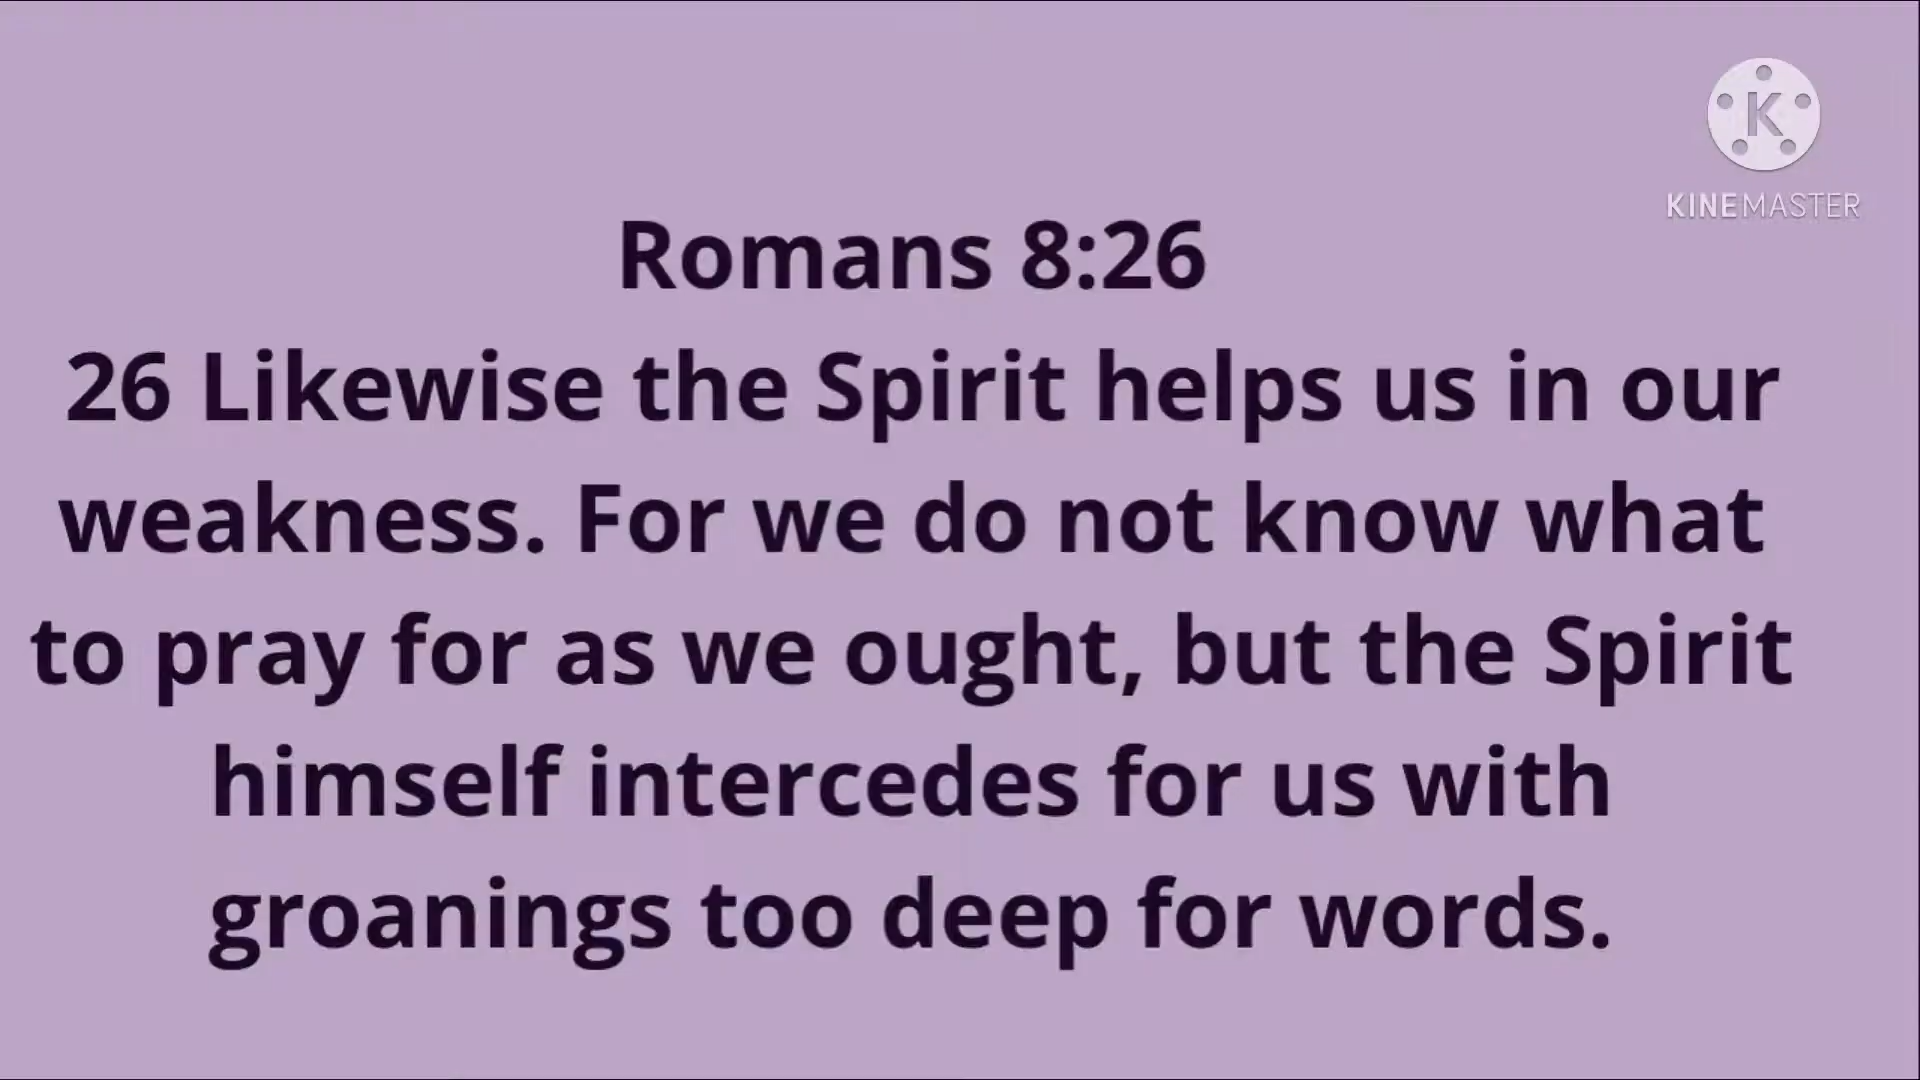 K
KINEMASTER
Romans 8:26
26 Likewise the Spirit helps us in our
weakness. For we do not know what
to pray for as we ought, but the Spirit
himself intercedes for us with
groanings too deep for words.